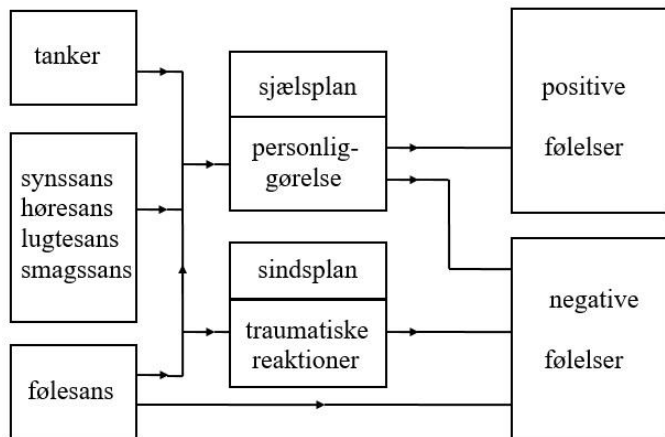 tanker
synssans
høresans
lugtesans
smagssans
følesans
sjælsplan
personlig-
gørelse
sindsplan
traumatiske
reaktioner
positive
følelser
negative
følelser